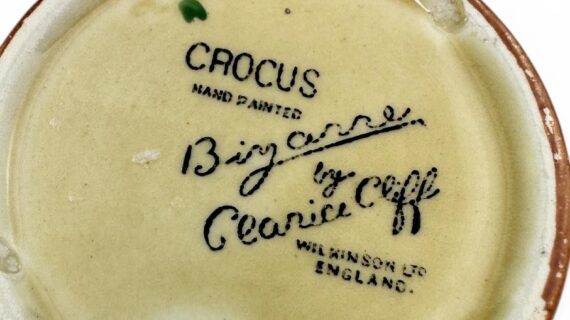 CROCUS
HAND PAINTED
Bizarre
by
Clarice Cliff
WILKINSON LTD
ENGLAND.